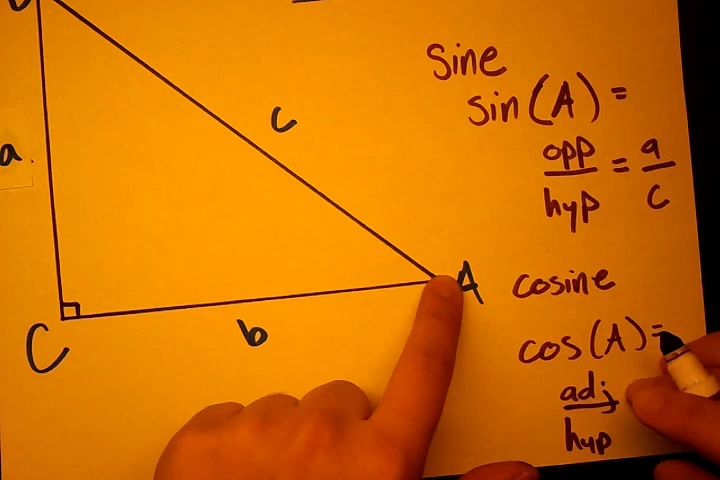 a
c
C
b
A
sine
sin(A) =
opp = a
hyp c
cosine
cos(A)=
adj
hyp